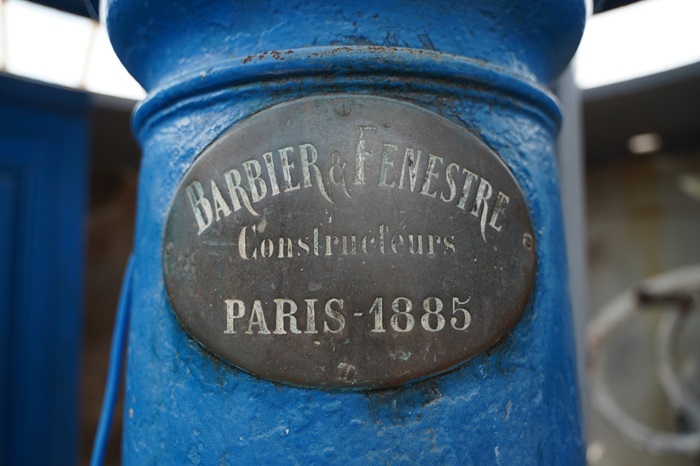 BARBIER & FENESTRE
Constructeurs
PARIS-1885